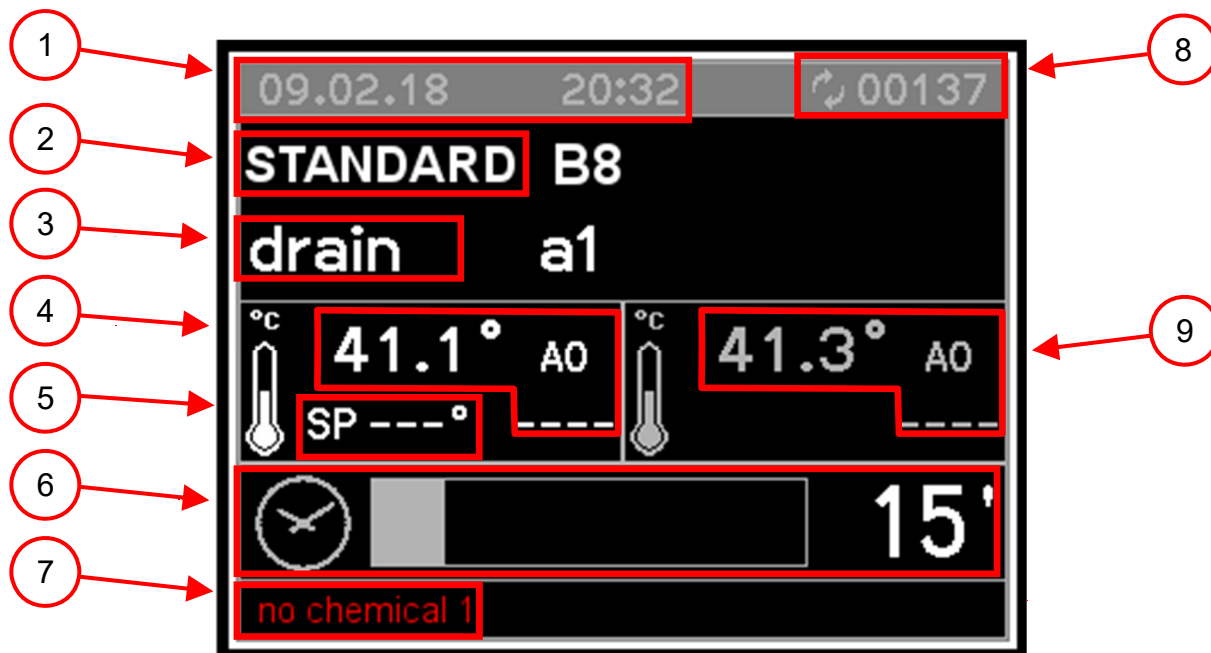 1
8
09.02.18 20:32 00137
2
STANDARD B8
3
drain a1
4
°C 41.1° A0 °C 41.3° A0
9
5
SP ---° ---- ----
6
15'
7
no chemical 1